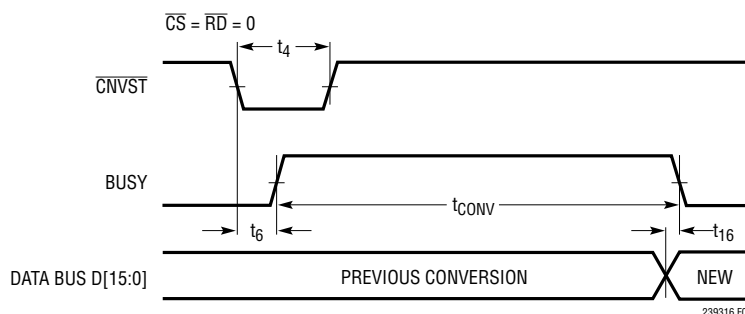 CS = RD = 0
t4
CNVST
BUSY
tCONV
t6
t16
DATA BUS D[15:0]
PREVIOUS CONVERSION
NEW